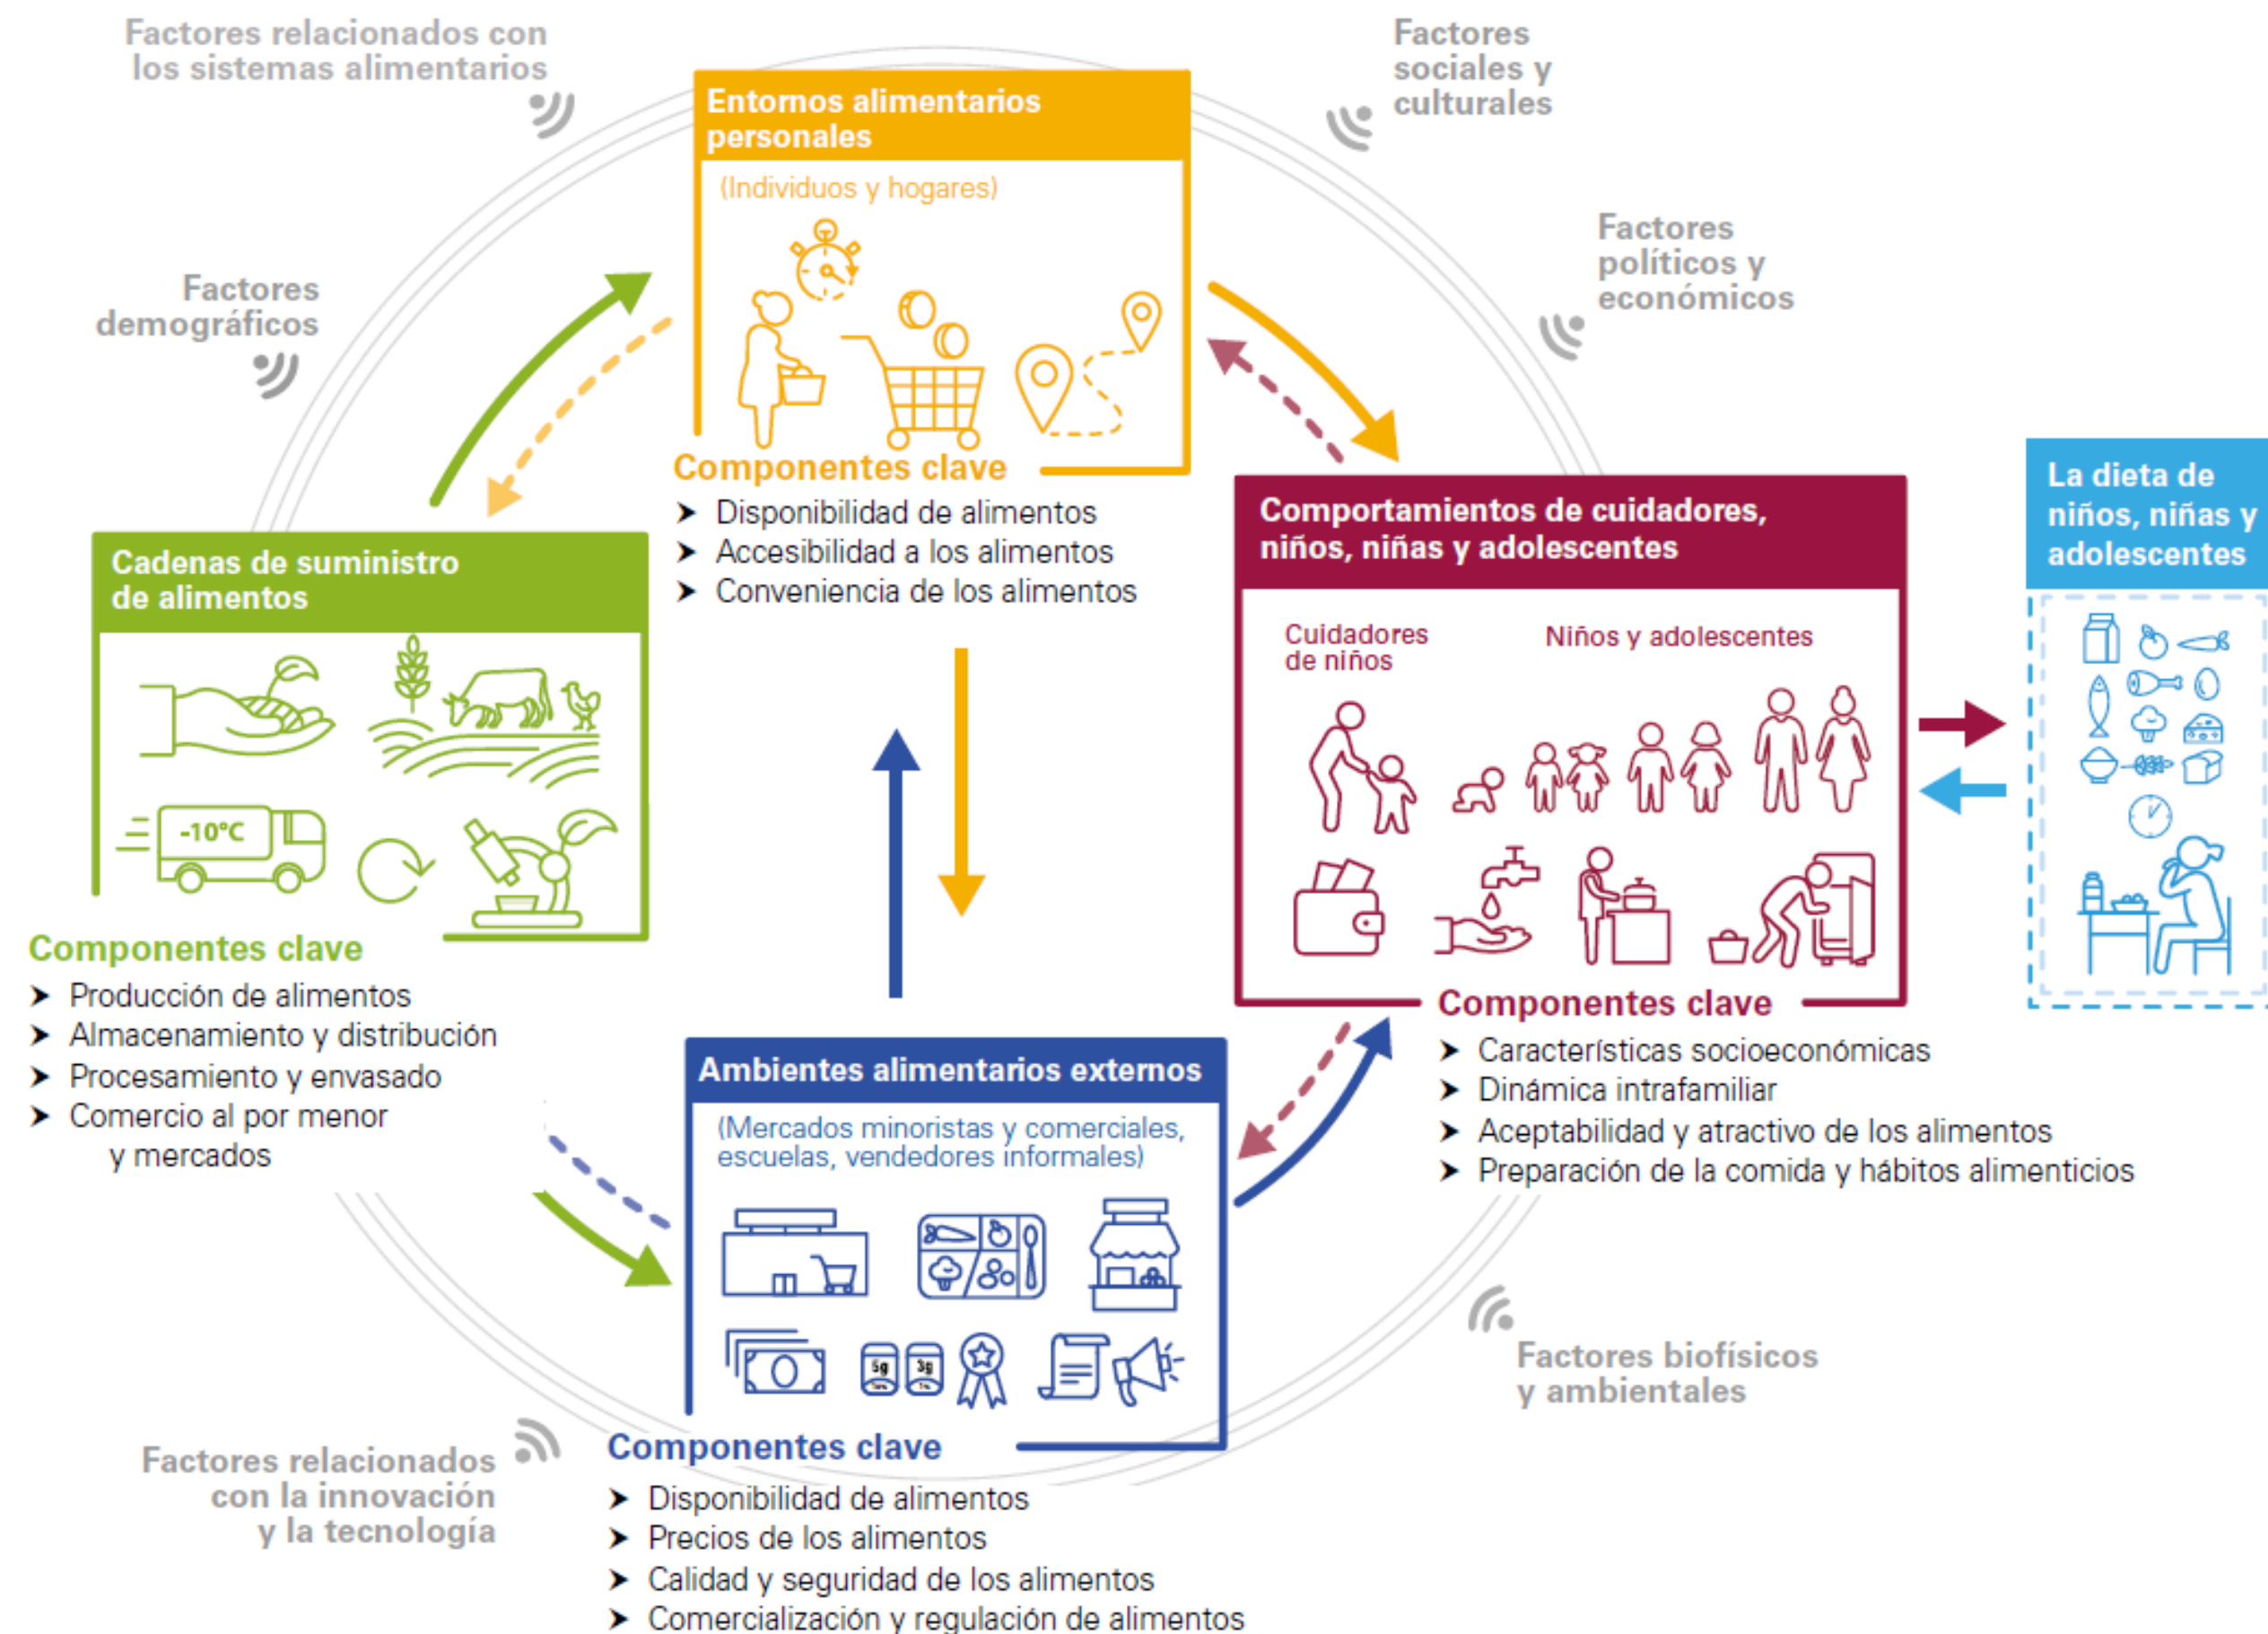 Factores relacionados con
los sistemas alimentarios
Factores
sociales y
culturales
Factores
demográficos
Factores
políticos y
económicos
Entornos alimentarios
personales
(Individuos y hogares)
Componentes clave
➤ Disponibilidad de alimentos
➤ Accesibilidad a los alimentos
➤ Conveniencia de los alimentos
Cadenas de suministro
de alimentos
-10°C
Componentes clave
➤ Producción de alimentos
➤ Almacenamiento y distribución
➤ Procesamiento y envasado
➤ Comercio al por menor
y mercados
Comportamientos de cuidadores,
niños, niñas y adolescentes
Cuidadores
de niños
Niños y adolescentes
Componentes clave
➤ Características socioeconómicas
➤ Dinámica intrafamiliar
➤ Aceptabilidad y atractivo de los alimentos
➤ Preparación de la comida y hábitos alimenticios
La dieta de
niños, niñas y
adolescentes
Ambientes alimentarios externos
(Mercados minoristas y comerciales,
escuelas, vendedores informales)
5g
3g
Componentes clave
➤ Disponibilidad de alimentos
➤ Precios de los alimentos
➤ Calidad y seguridad de los alimentos
➤ Comercialización y regulación de alimentos
Factores biofísicos
y ambientales
Factores relacionados
con la innovación
y la tecnología